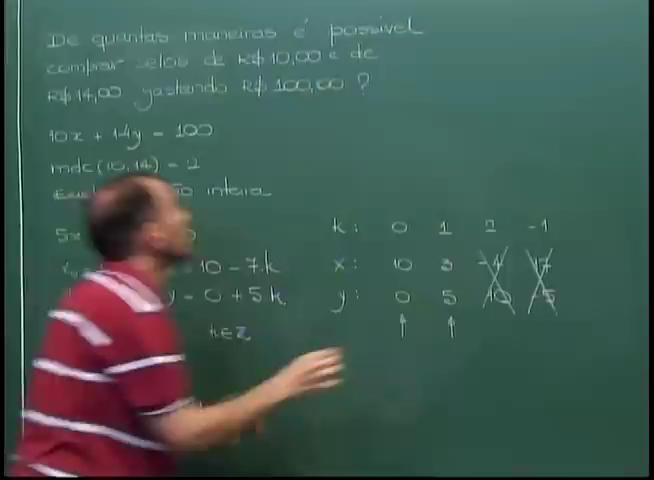 De quantas maneiras é possível
comprar selos de R$10,00 e de
R$14,00 gastando R$100,00 ?
10x + 14y = 100
mdc(10,14) = 2
inteira
5x
= 10 - 7k
y = 0 + 5k
k∈Z
k: 0 1 2 -1
x: 10 3 -4 17
y: 0 5 10 -5